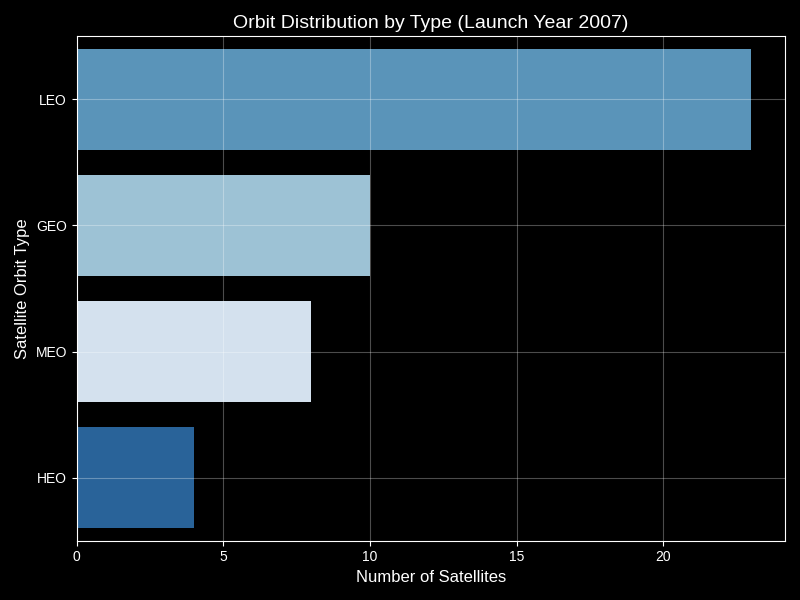 Orbit Distribution by Type (Launch Year 2007)
Satellite Orbit Type
LEO
GEO
MEO
HEO
0 5 10 15 20
Number of Satellites